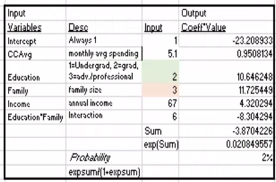 Input Output
Variables Desc Input Coeff*Value
Intercept Always 1 1 -23.208933
CCAvg monthly avg spending 5.1 0.9508134
Education 1=Undergrad, 2=grad, 3=adv./professional 2 10.646248
Family family size 3 11.725449
Income annual income 67 4.320294
Education*Family Interaction 6 -8.304294
Sum -3.8704226
exp(Sum) 0.020849557
Probability 2%
expsum/(1+expsum)